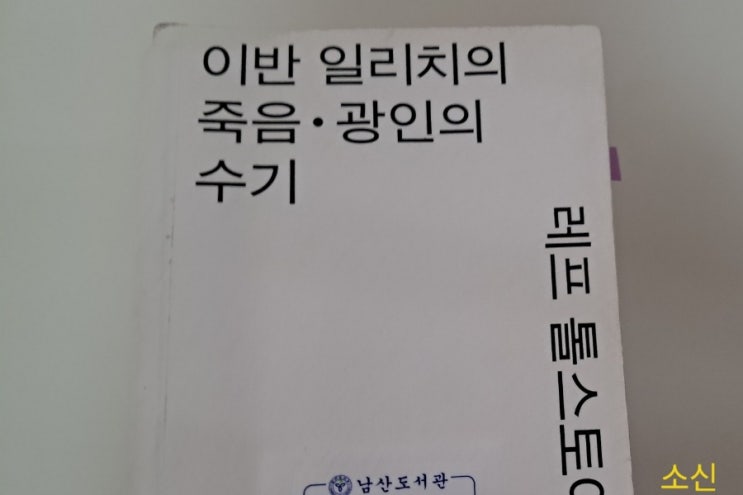 이반 일리치의
죽음·광인의
수기
레프 톨스토
남산도서관
소신